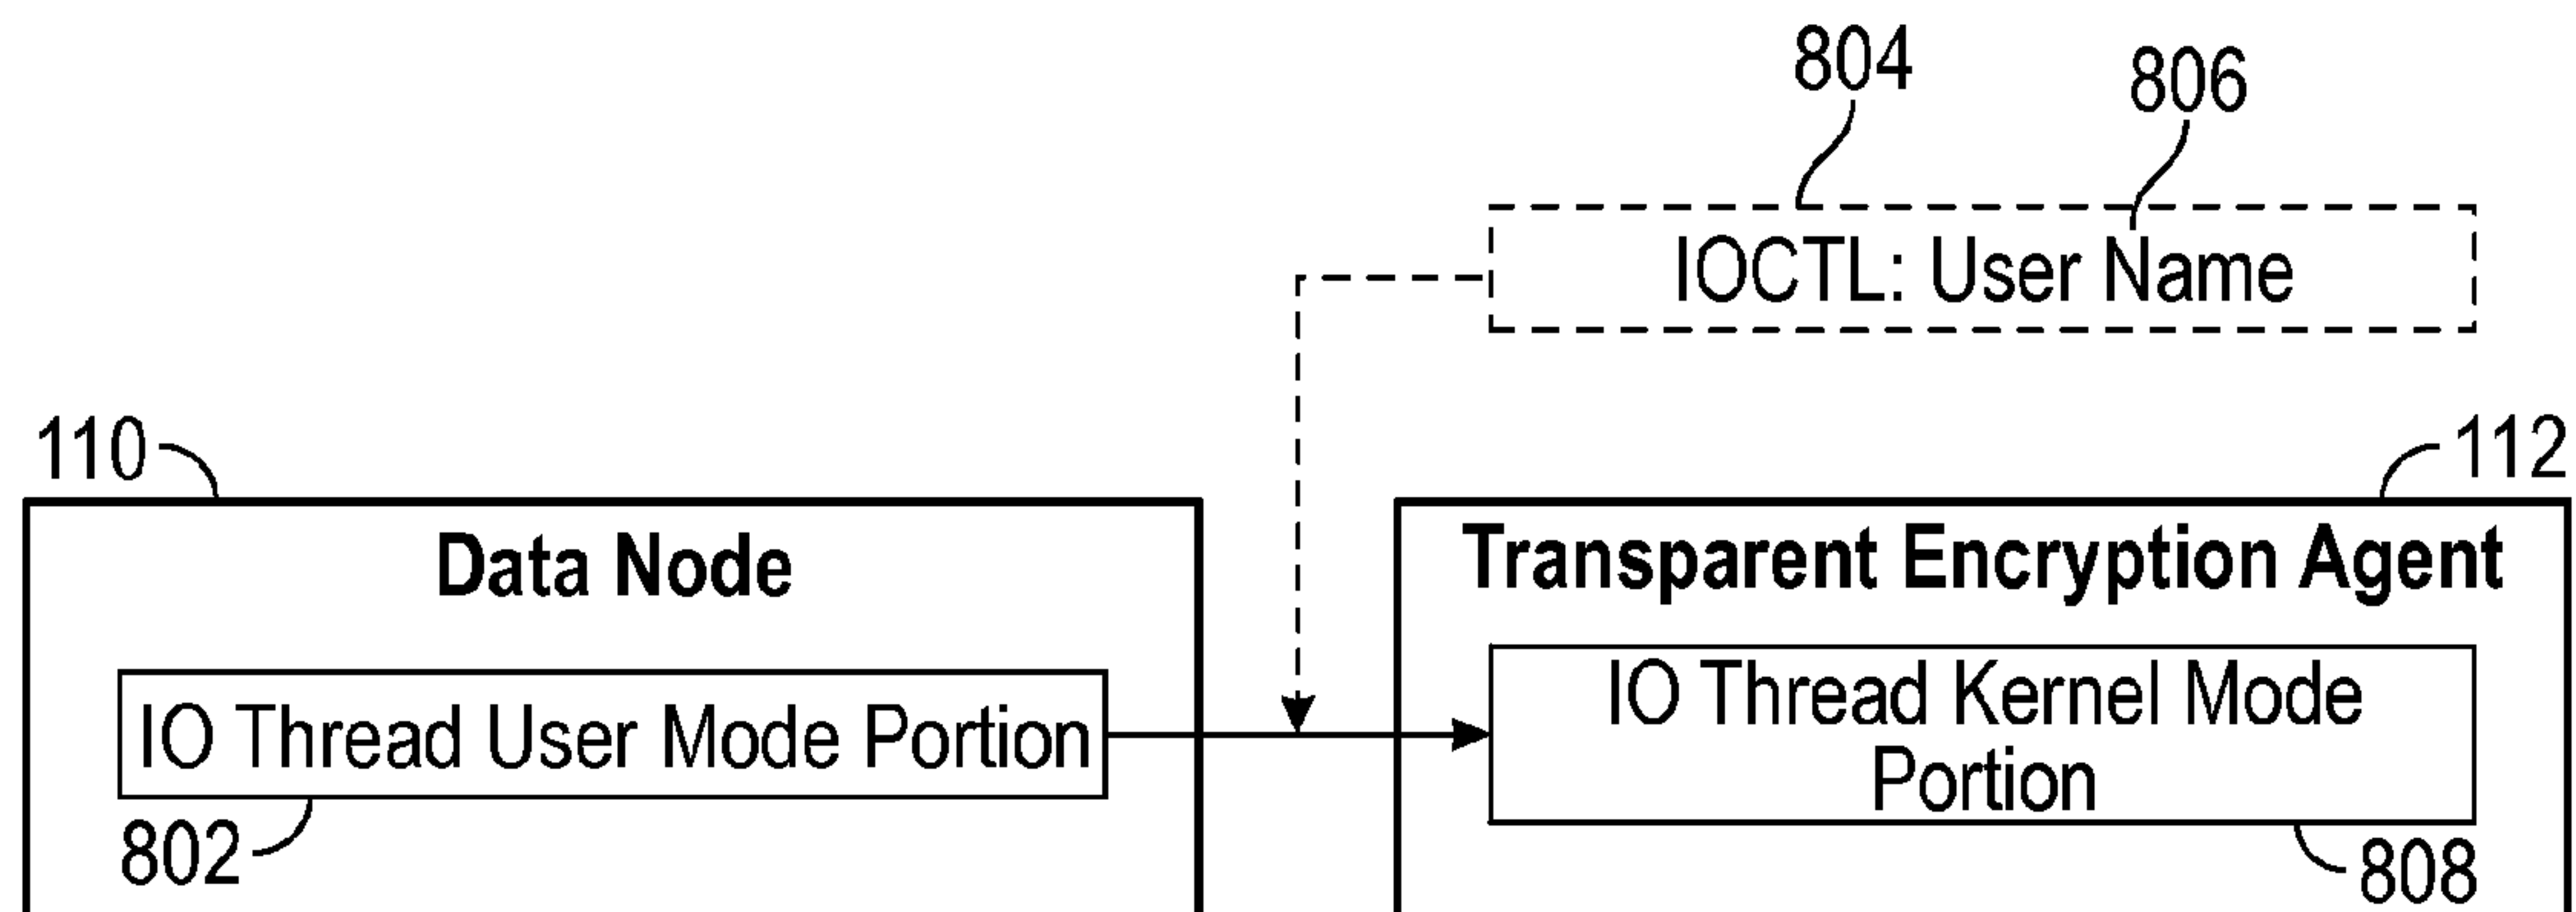 804
806
IOCTL: User Name
110
112
Data Node
Transparent Encryption Agent
IO Thread User Mode Portion
IO Thread Kernel Mode
Portion
802
808